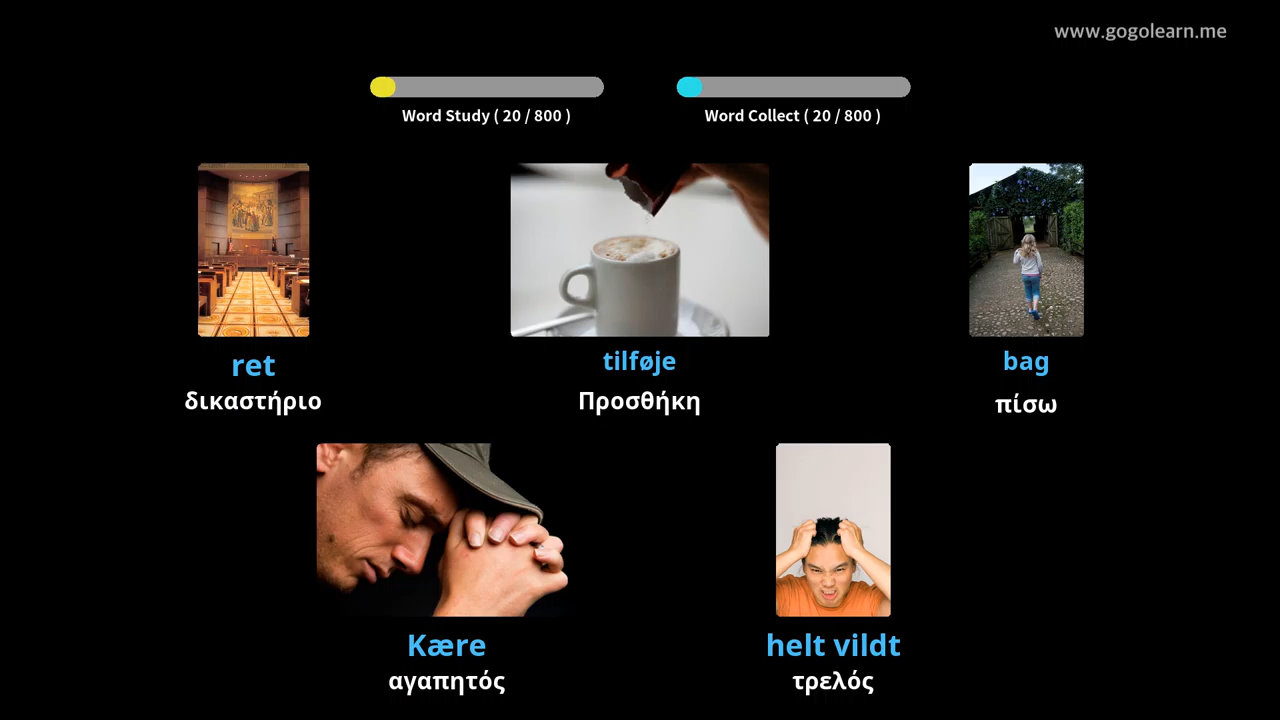 www.gogolearn.me
Word Study ( 20 / 800 )
Word Collect ( 20 / 800 )
ret
δικαστήριο
tilføje
Προσθήκη
bag
πίσω
Kære
αγαπητός
helt vildt
τρελός